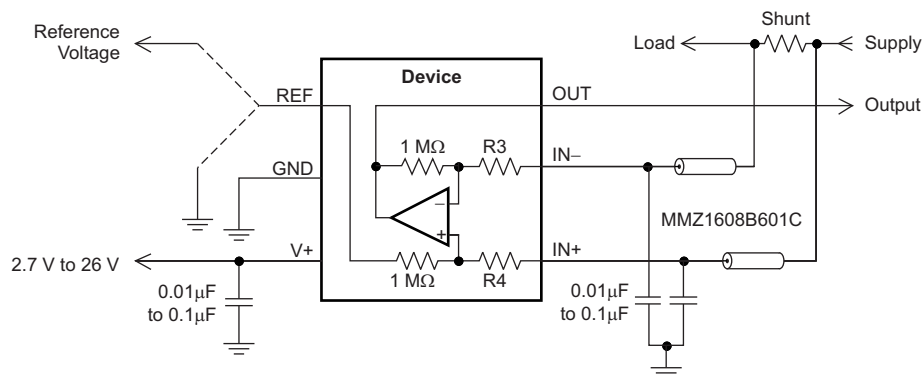 Shunt
Reference
Voltage
Load
Supply
Device
REF
OUT
Output
1 MΩ
R3
IN–
GND
–
MMZ1608B601C
+
V+
IN+
2.7 V to 26 V
1 MΩ
R4
0.01μF
to 0.1μF
0.01μF
to 0.1μF